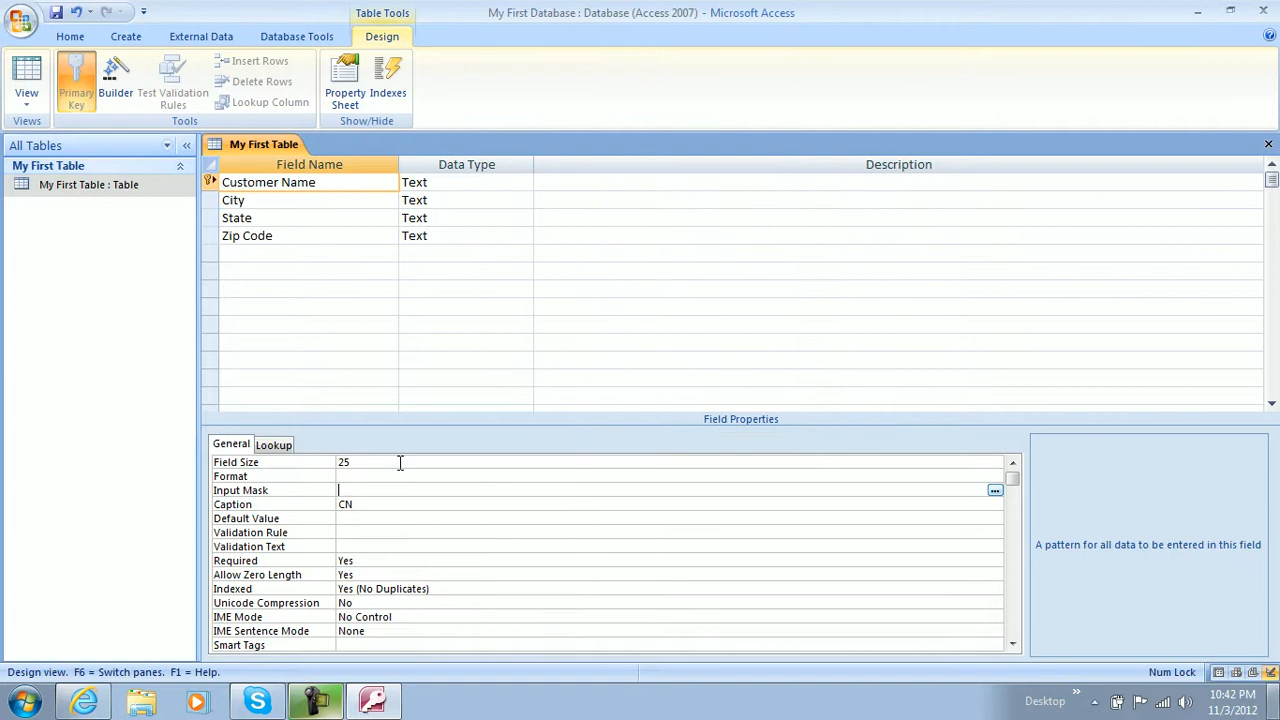 Table Tools
My First Database : Database (Access 2007) - Microsoft Access
Home
Create
External Data
Database Tools
Design
View
Views
Primary Key
Builder
Test Validation Rules
Insert Rows
Delete Rows
Lookup Column
Tools
Property Sheet
Indexes
Show/Hide
All Tables
My First Table
My First Table : Table
My First Table
Field Name Data Type Description
Customer Name Text
City Text
State Text
Zip Code Text
Field Properties
General Lookup
Field Size 25
Format
Input Mask
Caption CN
Default Value
Validation Rule
Validation Text
Required Yes
Allow Zero Length Yes
Indexed Yes (No Duplicates)
Unicode Compression No
IME Mode No Control
IME Sentence Mode None
Smart Tags
A pattern for all data to be entered in this field
Design view. F6 = Switch panes. F1 = Help.
Num Lock
Desktop
10:42 PM
11/3/2012